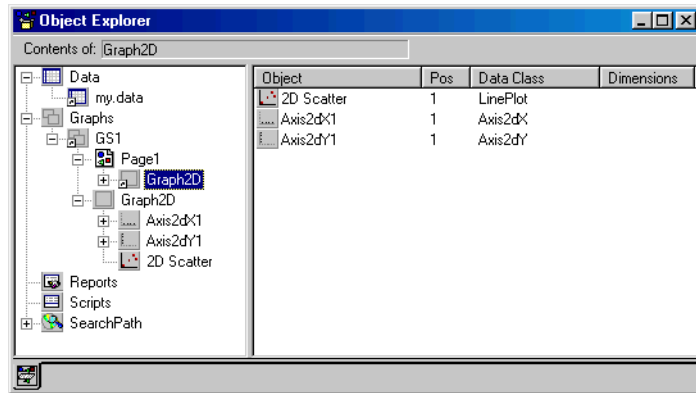 Object Explorer
Contents of: Graph2D
Data
my.data
Graphs
GS1
Page1
Graph2D
Graph2D
Axis2dX1
Axis2dY1
2D Scatter
Reports
Scripts
SearchPath
Object Pos Data Class Dimensions
2D Scatter 1 LinePlot
Axis2dX1 1 Axis2dX
Axis2dY1 1 Axis2dY